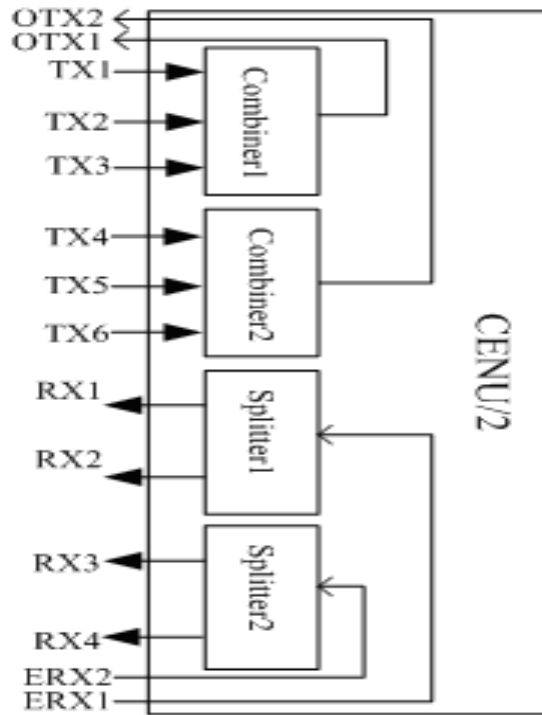 OTX2
OTX1
TX1
TX2
TX3
Combiner1
TX4
TX5
TX6
Combiner2
CENU/2
RX1
RX2
Splitter1
RX3
RX4
Splitter2
ERX2
ERX1